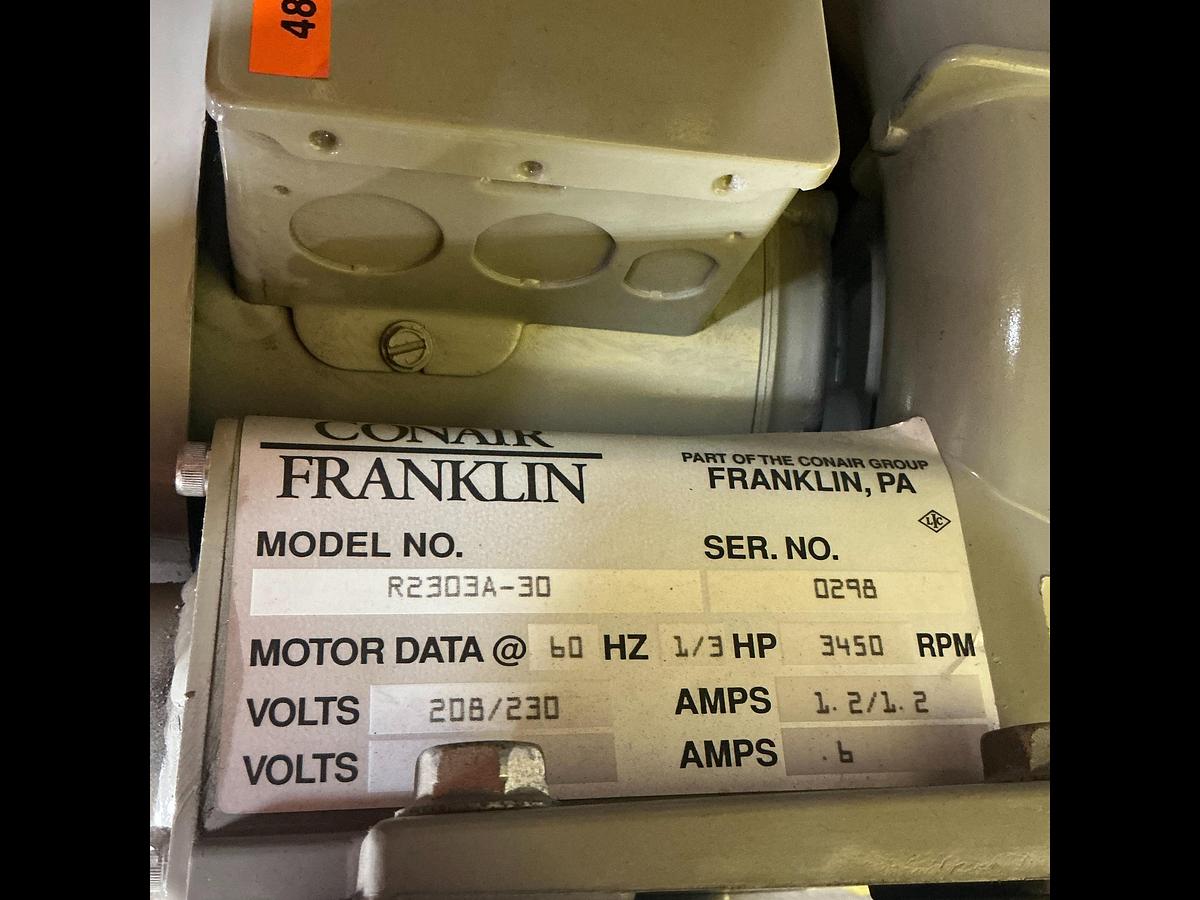 48
CONAIR
FRANKLIN
PART OF THE CONAIR GROUP
FRANKLIN, PA
LIC
MODEL NO. SER. NO.
R2303A-30 0298
MOTOR DATA @ 60 HZ 1/3 HP 3450 RPM
VOLTS 208/230 AMPS 1.2/1.2
VOLTS AMPS .6